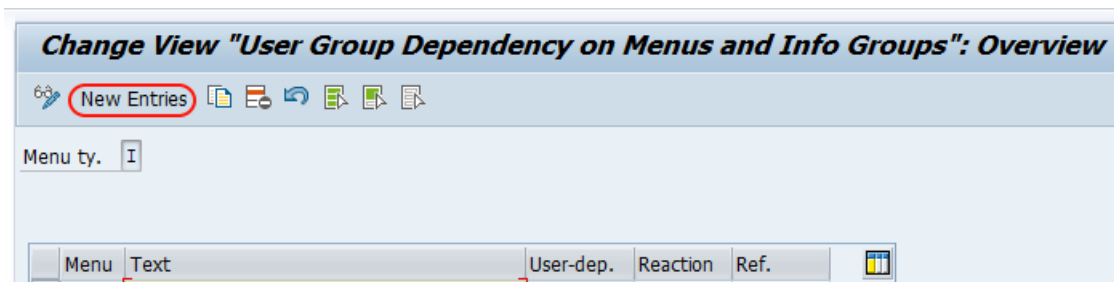 Change View "User Group Dependency on Menus and Info Groups": Overview
New Entries
Menu ty. I
Menu Text User-dep. Reaction Ref.